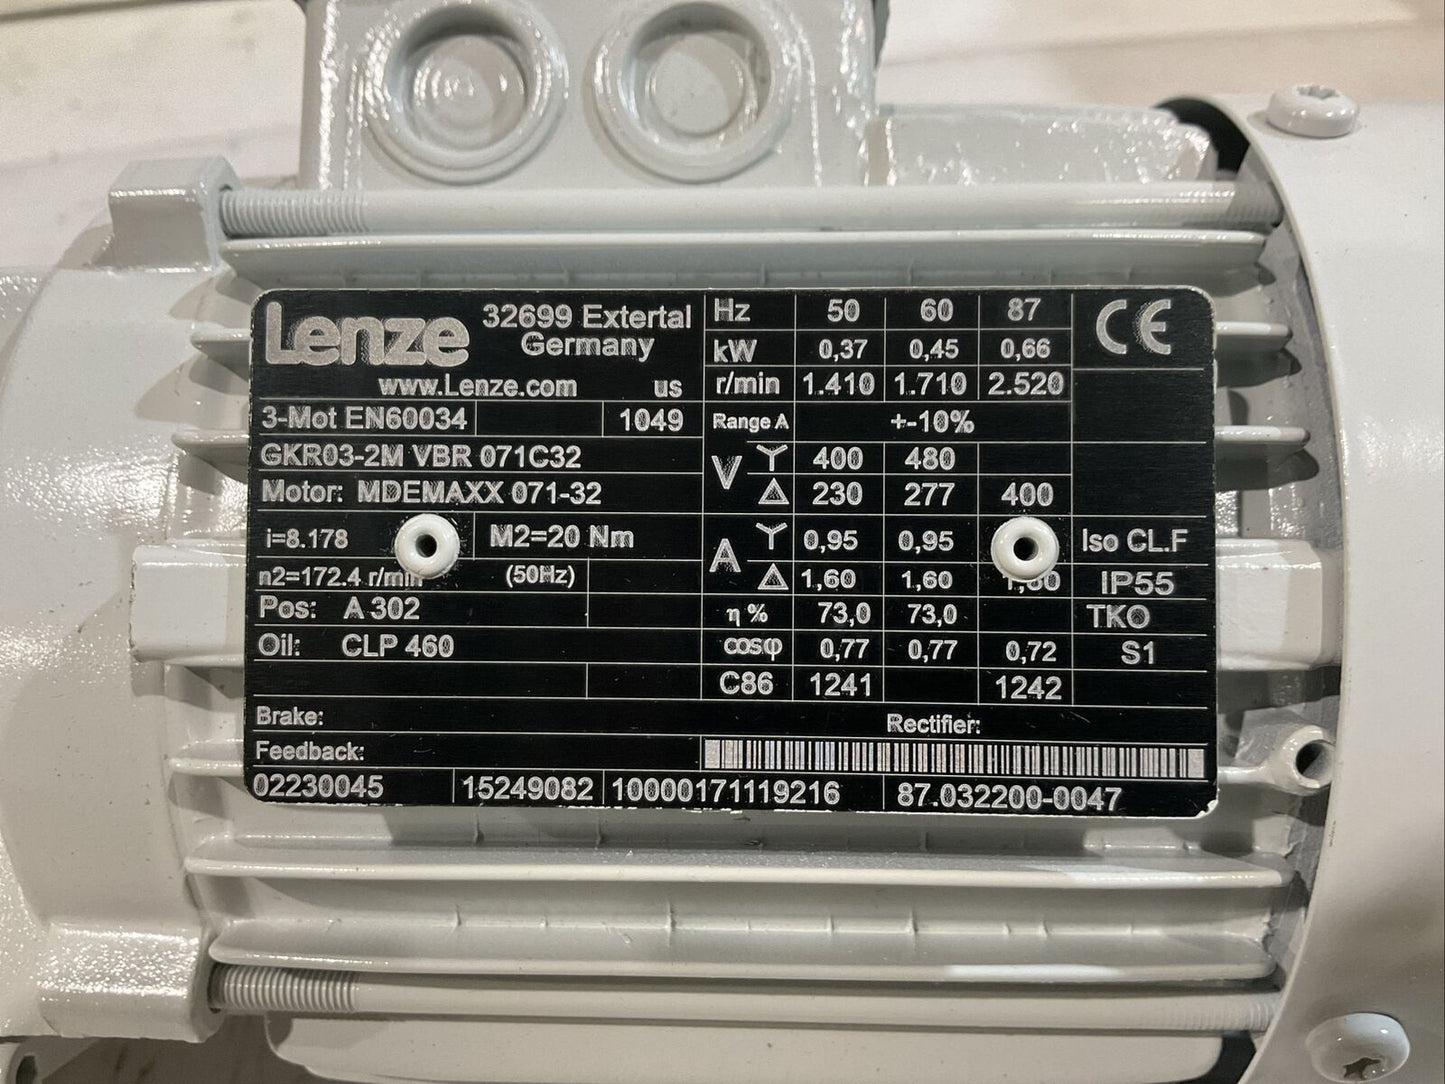 Lenze 32699 Extertal
Germany
www.Lenze.com us
3-Mot EN60034 1049
GKR03-2M VBR 071C32
Motor: MDEMAXX 071-32
i=8.178 M2=20 Nm
n2=172.4 r/min (50Hz)
Pos: A 302
Oil: CLP 460
Hz 50 60 87 CE
kW 0,37 0,45 0,66
r/min 1.410 1.710 2.520
Range A +-10%
V Y 400 480
△ 230 277 400
A Y 0,95 0,95 Iso CL.F
△ 1,60 1,60 IP55
η % 73,0 73,0 TKO
cosφ 0,77 0,77 0,72 S1
C86 1241 1242
Brake: Rectifier:
Feedback:
02230045 15249082 10000171119216 87.032200-0047